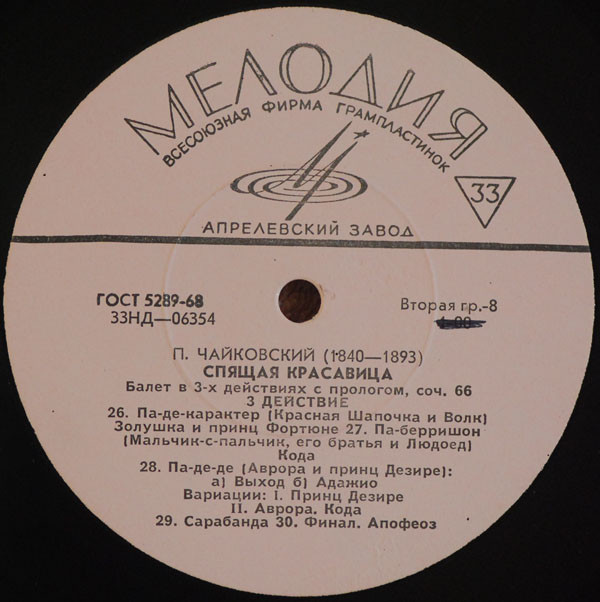 МЕЛОДИЯ
ВСЕСОЮЗНАЯ ФИРМА ГРАМПЛАСТИНОК
33
АПРЕЛЕВСКИЙ ЗАВОД
ГОСТ 5289-68
33НД—06354
Вторая гр.-8
П. ЧАЙКОВСКИЙ (1840—1893)
СПЯЩАЯ КРАСАВИЦА
Балет в 3-х действиях с прологом, соч. 66
3 ДЕЙСТВИЕ
26. Па-де-карактер (Красная Шапочка и Волк)
Золушка и принц Фортюне 27. Па-берришон
(Мальчик-с-пальчик, его братья и Людоед)
Кода
28. Па-де-де (Аврора и принц Дезире):
а) Выход б) Адажио
Вариации: I. Принц Дезире
II. Аврора. Кода
29. Сарабанда 30. Финал. Апофеоз